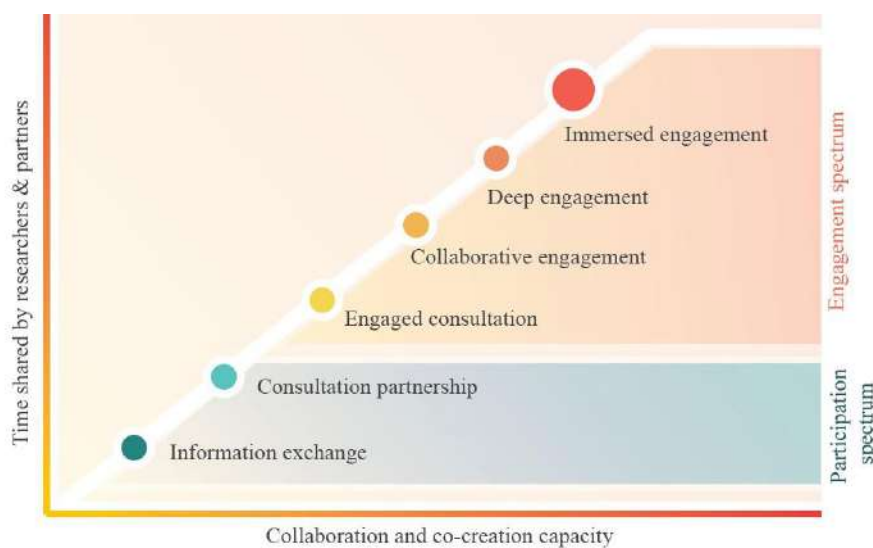 Time shared by researchers & partners
Immersed engagement
Deep engagement
Collaborative engagement
Engaged consultation
Consultation partnership
Information exchange
Engagement spectrum
Participation
spectrum
Collaboration and co-creation capacity